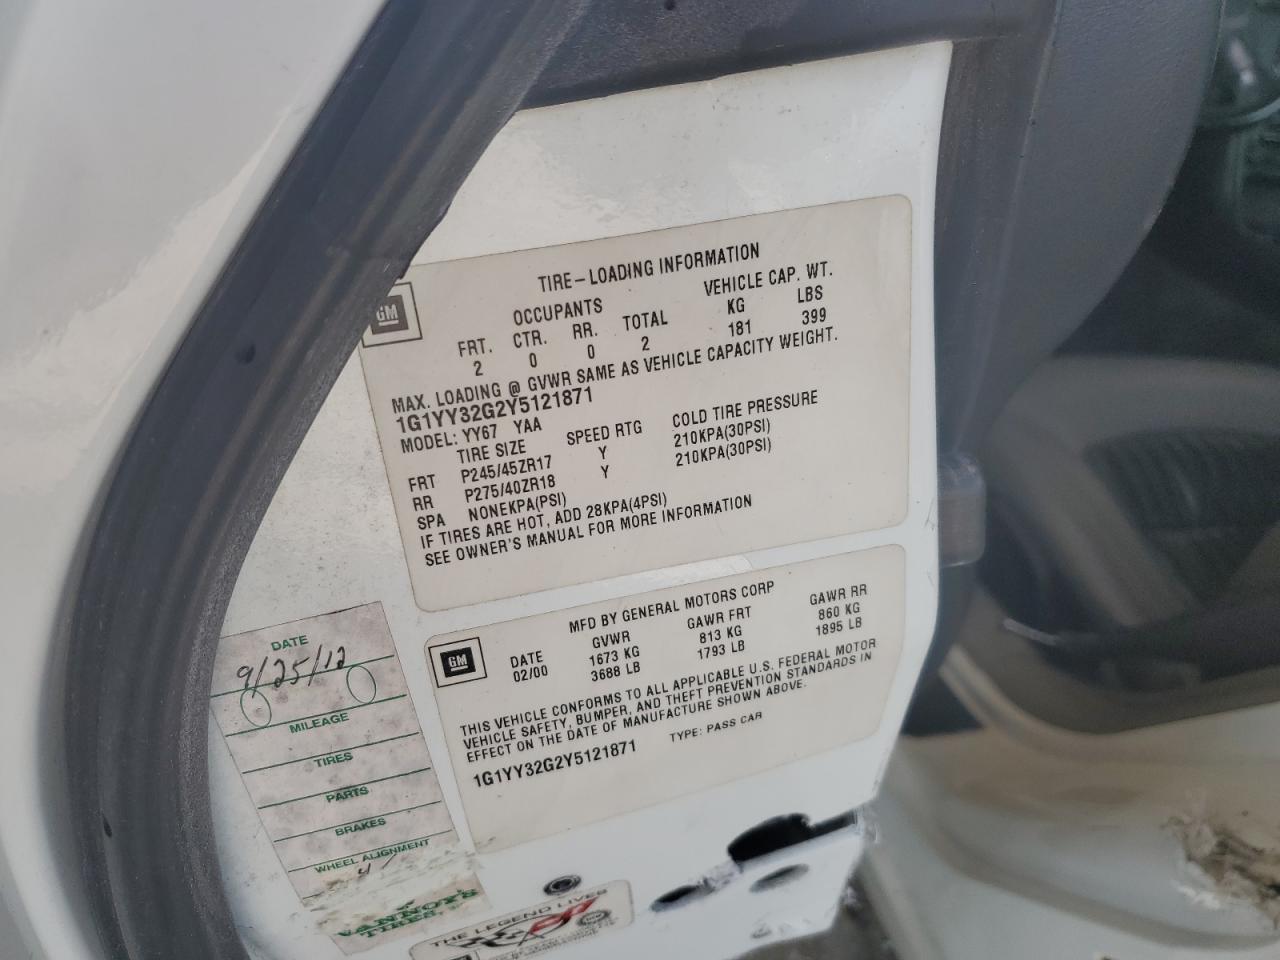 GM
TIRE-LOADING INFORMATION
OCCUPANTS VEHICLE CAP. WT.
FRT. CTR. RR. TOTAL KG LBS
2 0 0 2 181 399
MAX. LOADING @ GVWR SAME AS VEHICLE CAPACITY WEIGHT.
1G1YY32G2Y5121871
MODEL: YY67 YAA
TIRE SIZE SPEED RTG COLD TIRE PRESSURE
FRT P245/45ZR17 Y 210KPA(30PSI)
RR P275/40ZR18 Y 210KPA(30PSI)
SPA NONEKPA(PSI)
IF TIRES ARE HOT, ADD 28KPA(4PSI)
SEE OWNER'S MANUAL FOR MORE INFORMATION
GM
MFD BY GENERAL MOTORS CORP
DATE GVWR GAWR FRT GAWR RR
02/00 1673 KG 813 KG 860 KG
3688 LB 1793 LB 1895 LB
THIS VEHICLE CONFORMS TO ALL APPLICABLE U.S. FEDERAL MOTOR
VEHICLE SAFETY, BUMPER, AND THEFT PREVENTION STANDARDS IN
EFFECT ON THE DATE OF MANUFACTURE SHOWN ABOVE.
1G1YY32G2Y5121871 TYPE: PASS CAR
DATE
9/25/12
MILEAGE
TIRES
PARTS
BRAKES
WHEEL ALIGNMENT
VANNOY'S
TIRES
THE LEGEND LIVES